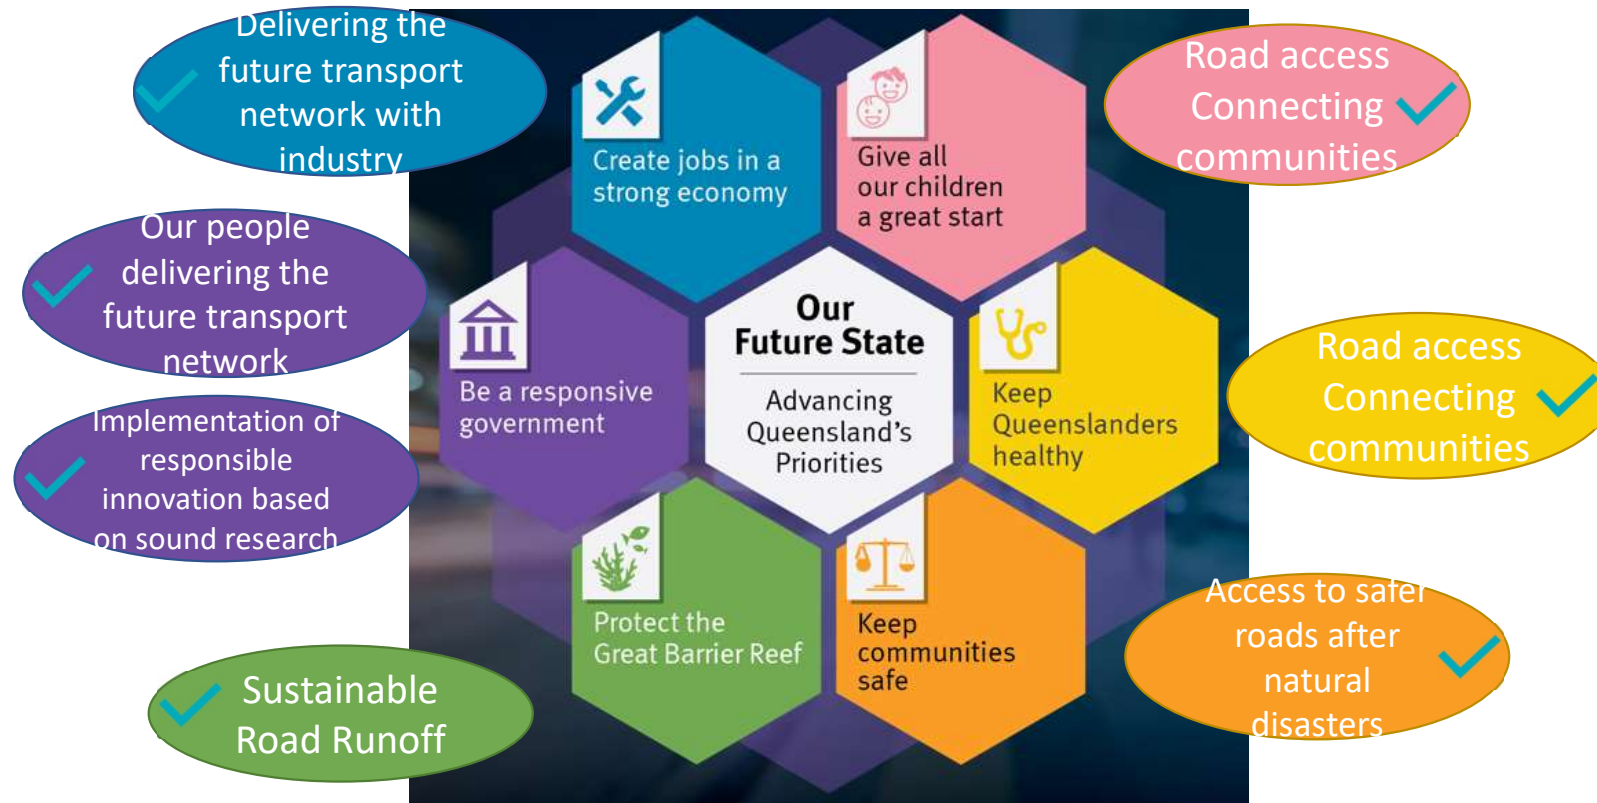 Delivering the
future transport
network with
industry
Our people
delivering the
future transport
network
Implementation of
responsible
innovation based
on sound research
Sustainable
Road Runoff
Create jobs in a
strong economy
Give all
our children
a great start
Be a responsive
government
Our
Future State
Advancing
Queensland's
Priorities
Keep
Queenslanders
healthy
Protect the
Great Barrier Reef
Keep
communities
safe
Road access
Connecting
communities
Road access
Connecting
communities
Access to safer
roads after
natural
disasters